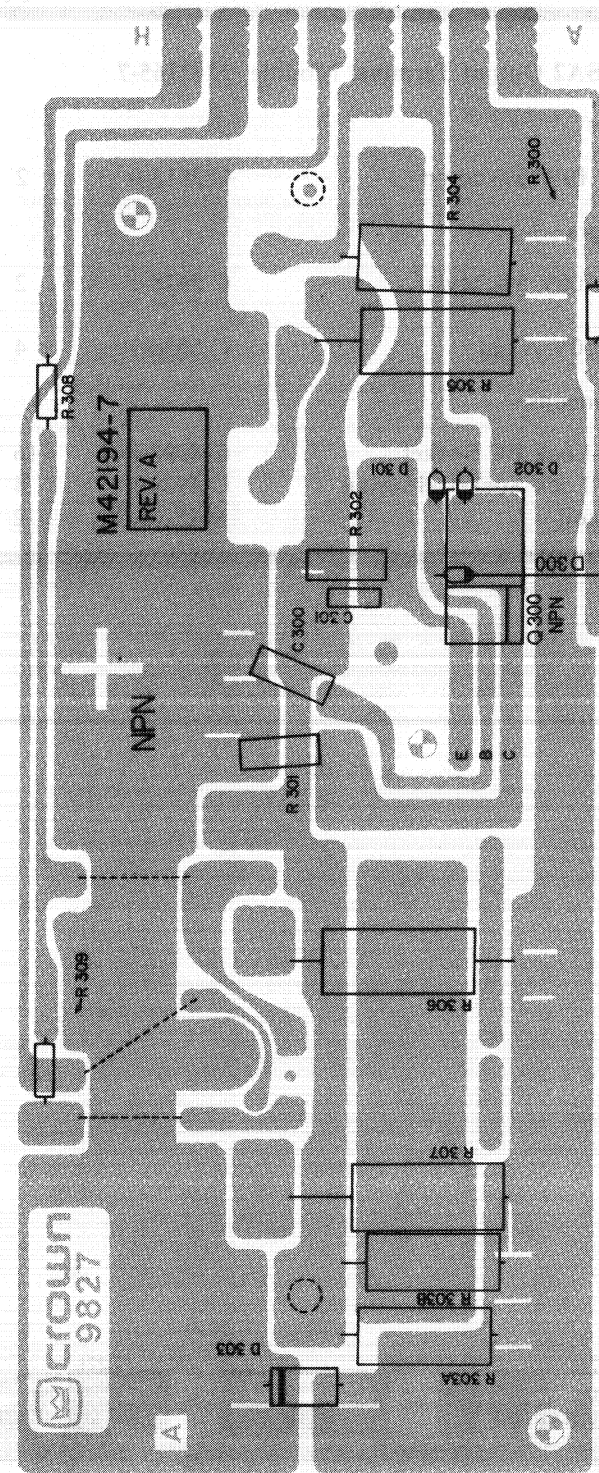 H
A
R 300
R 304
R 305
R 308
M42194-7
REV. A
D 301
D 302
R 302
D 300
Q 300
NPN
C 301
C 300
NPN
E
B
C
R 301
R 309
R 306
R 307
R 303B
R 303A
D 303
crown
9827
A